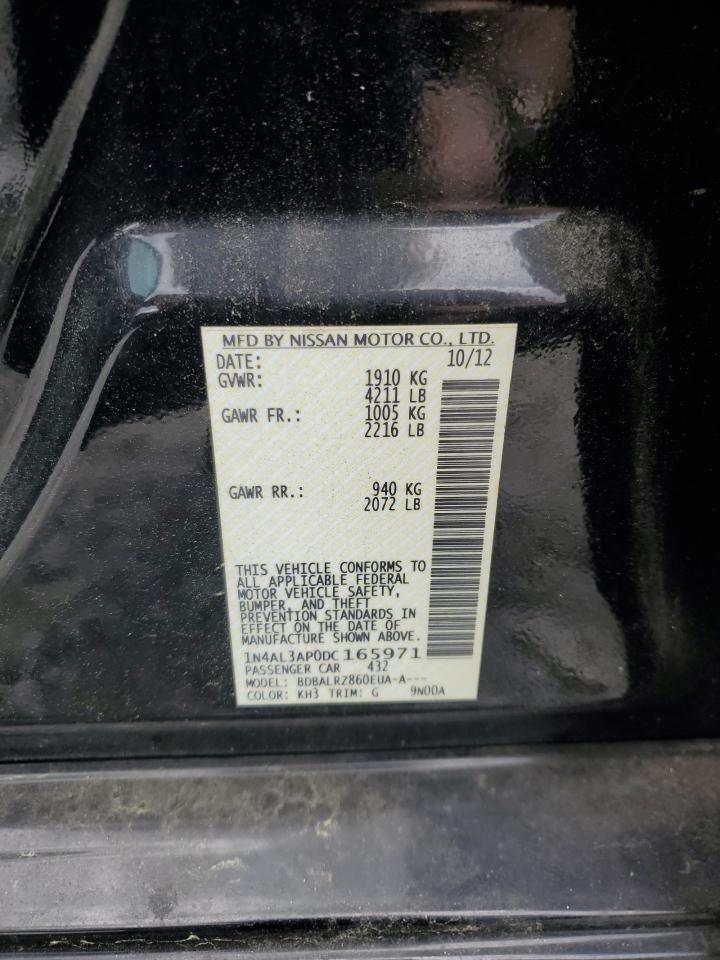 MFD BY NISSAN MOTOR CO., LTD.
DATE: 10/12
GVWR: 1910 KG
4211 LB
GAWR FR.: 1005 KG
2216 LB
GAWR RR.: 940 KG
2072 LB
THIS VEHICLE CONFORMS TO
ALL APPLICABLE FEDERAL
MOTOR VEHICLE SAFETY,
BUMPER, AND THEFT
PREVENTION STANDARDS IN
EFFECT ON THE DATE OF
MANUFACTURE SHOWN ABOVE.
1N4AL3AP0DC165971
PASSENGER CAR 432
MODEL: BDBALRZ860EUA-A---
COLOR: KH3 TRIM: G 9N00A